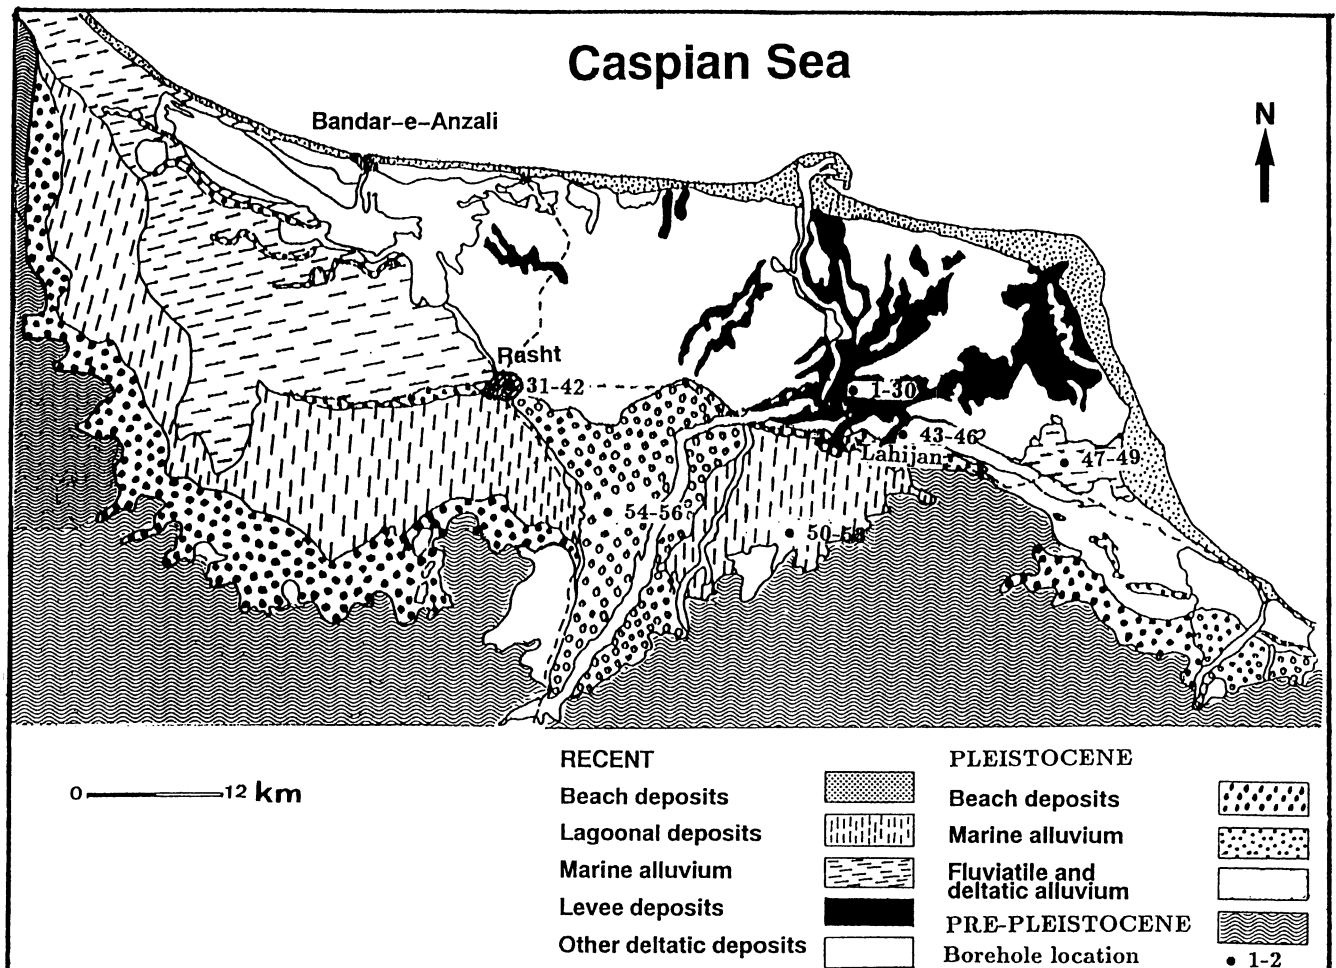 Caspian Sea
N
Bandar-e-Anzali
Rasht
31-42
1-30
43-46
Lahijan
47-49
54-56
0 12 km
RECENT
Beach deposits
Lagoonal deposits
Marine alluvium
Levee deposits
Other deltatic deposits
PLEISTOCENE
Beach deposits
Marine alluvium
Fluviatile and
deltatic alluvium
PRE-PLEISTOCENE
Borehole location
1-2